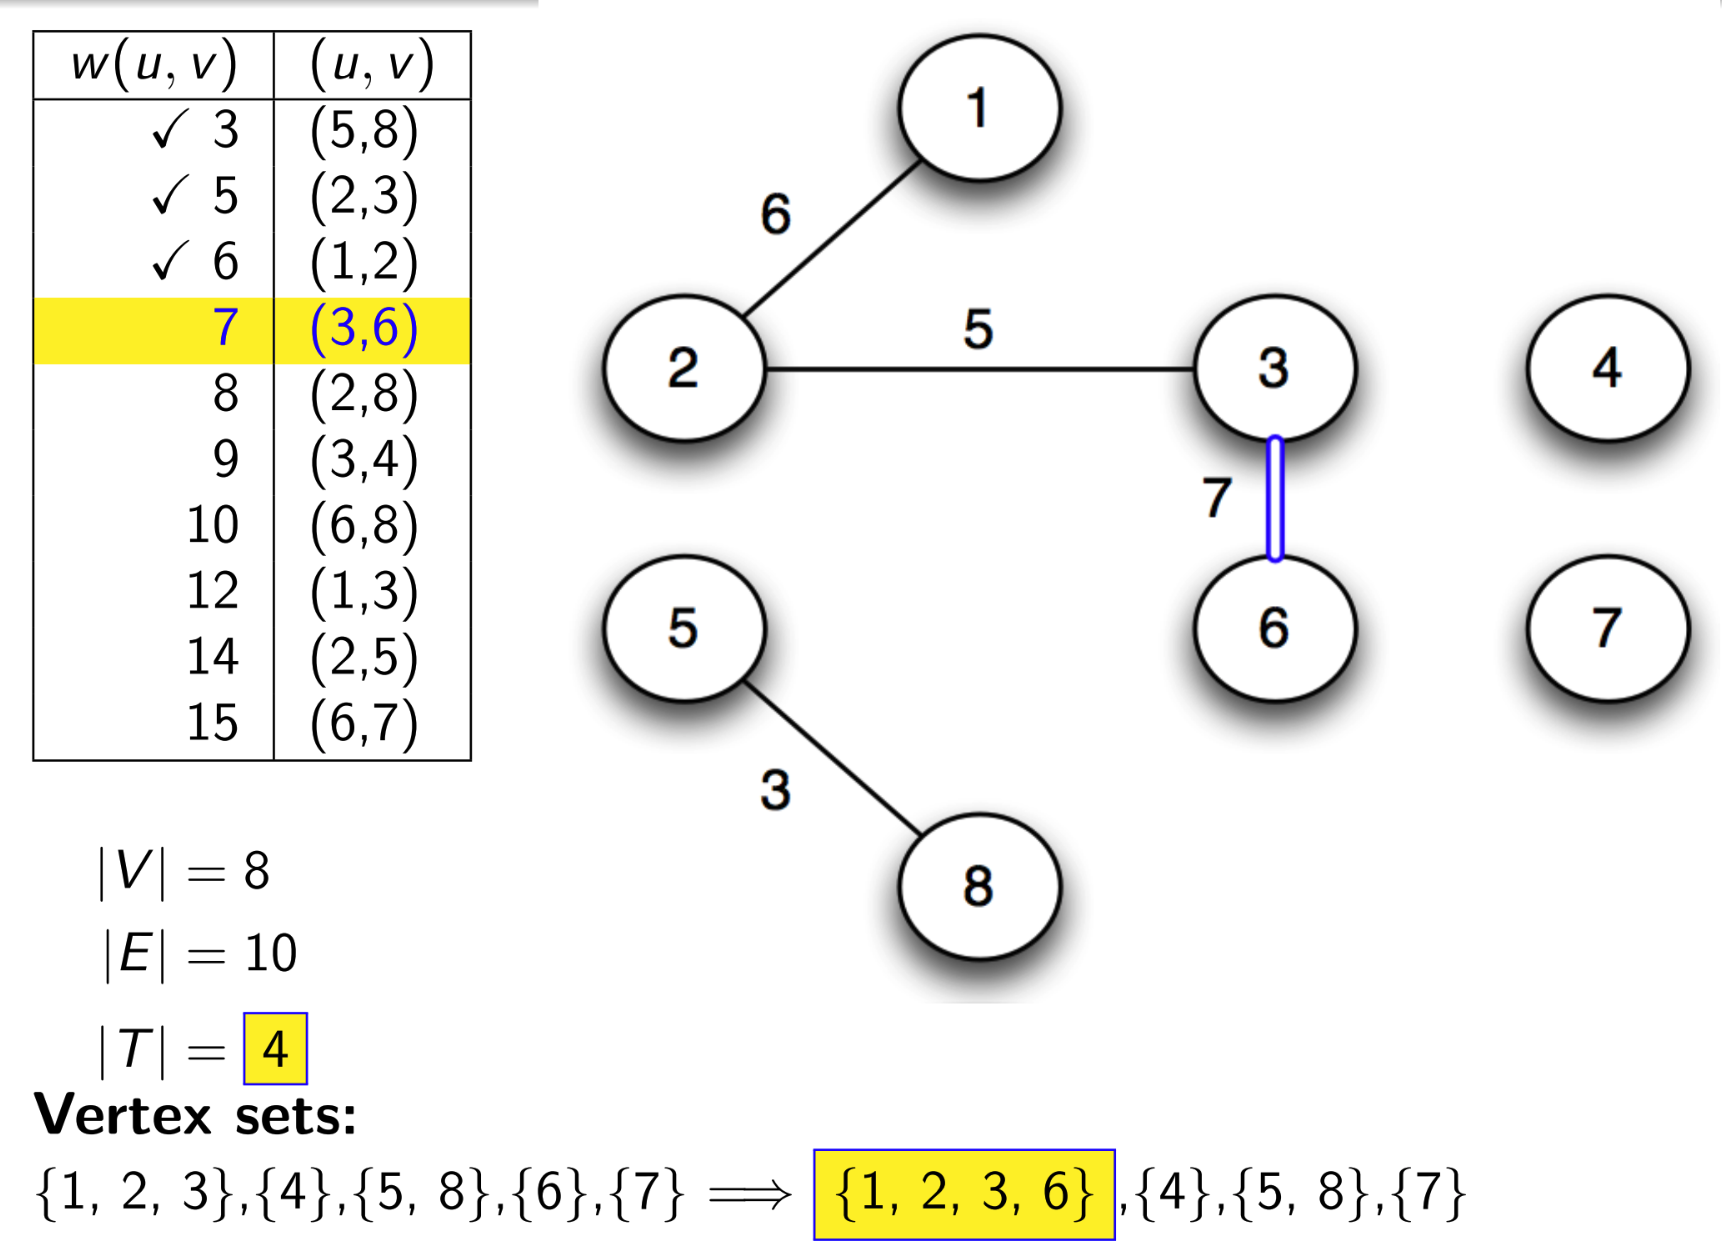 w(u, v) (u, v)
✓ 3 (5,8)
✓ 5 (2,3)
✓ 6 (1,2)
7 (3,6)
8 (2,8)
9 (3,4)
10 (6,8)
12 (1,3)
14 (2,5)
15 (6,7)
|V| = 8
|E| = 10
|T| = 4
Vertex sets:
{1, 2, 3},{4},{5, 8},{6},{7} ⟹ {1, 2, 3, 6},{4},{5, 8},{7}
1
6
5
2
3
4
7
5
6
7
3
8